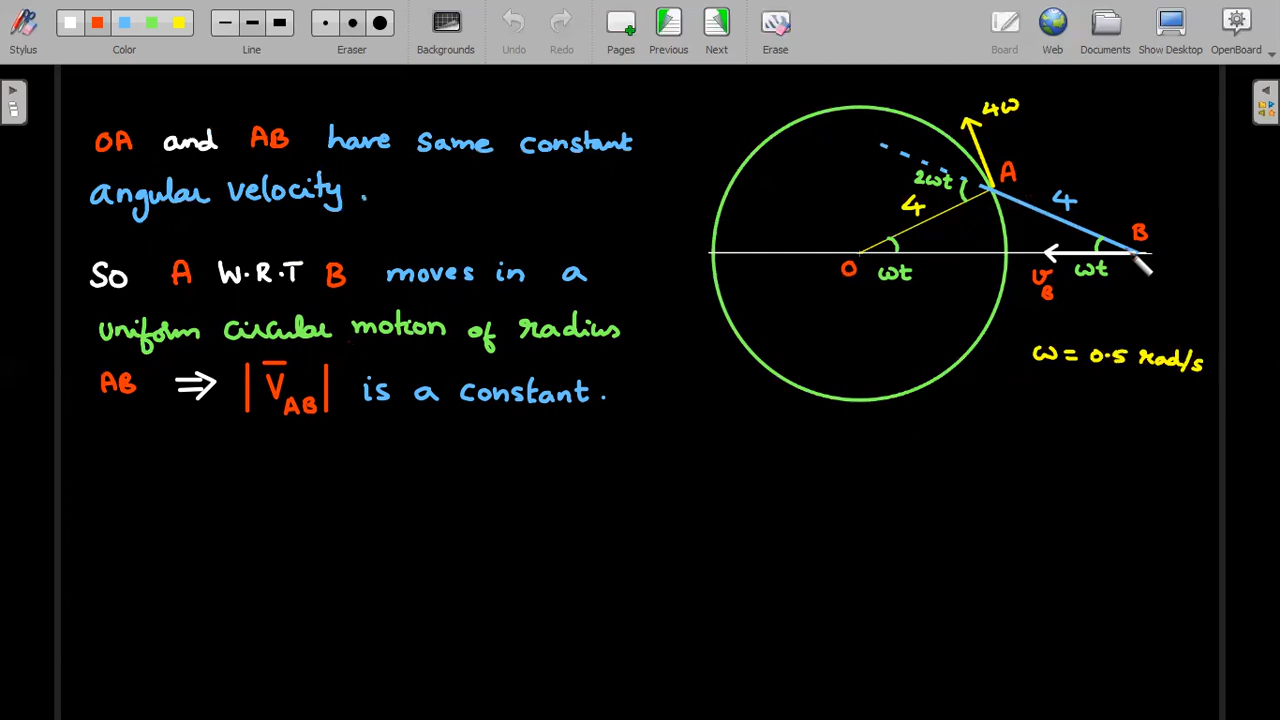 Stylus
Color
Line
Eraser
Backgrounds
Undo
Redo
Pages
Previous
Next
Erase
Board
Web
Documents
Show Desktop
OpenBoard
OA and AB have same constant
angular velocity.
So A W.R.T B moves in a
uniform circular motion of radius
AB ⇒ |V̅_AB| is a constant.
4ω
A
2ωt
4
4
B
O
ωt
v_B
ωt
ω = 0.5 rad/s